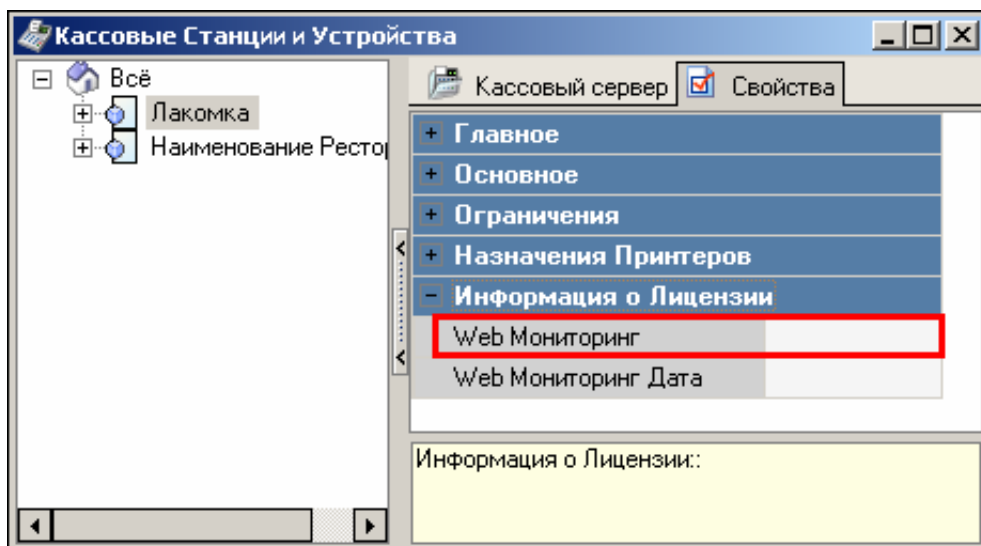 Кассовые Станции и Устройства
Всё
Лакомка
Наименование Ресто
Кассовый сервер
Свойства
Главное
Основное
Ограничения
Назначения Принтеров
Информация о Лицензии
Web Мониторинг
Web Мониторинг Дата
Информация о Лицензии::